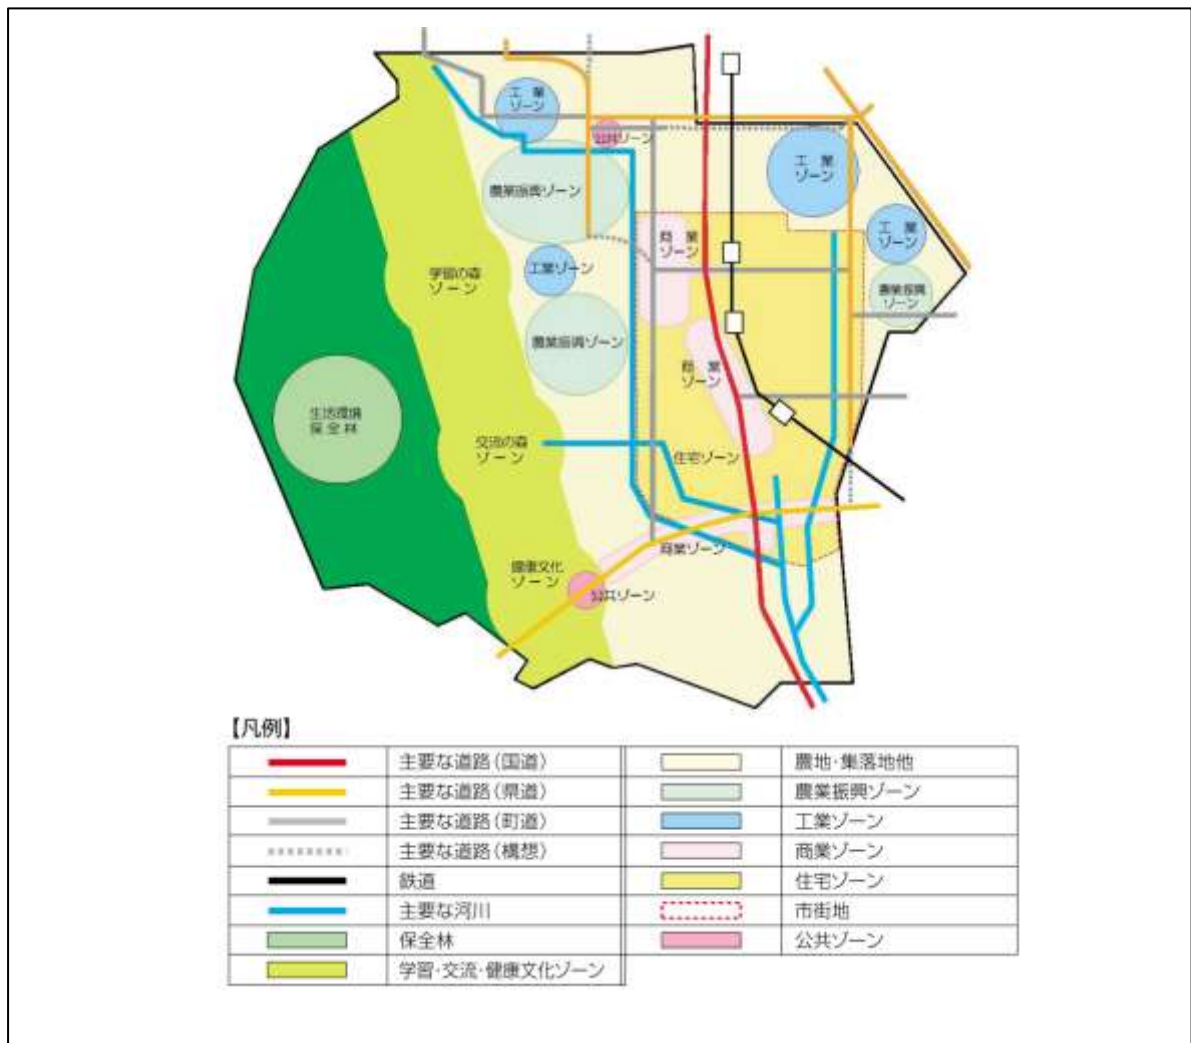 工 業
ゾーン
公共ゾーン
工 業
ゾーン
農業振興ゾーン
商 業
ゾーン
工 業
ゾーン
学習の森
ゾーン
工業ゾーン
農業振興
ゾーン
農業振興ゾーン
商 業
ゾーン
生活環境
保全林
交流の森
ゾーン
住宅ゾーン
商業ゾーン
健康文化
ゾーン
公共ゾーン
【凡例】
主要な道路(国道) 農地・集落地他
主要な道路(県道) 農業振興ゾーン
主要な道路(町道) 工業ゾーン
主要な道路(構想) 商業ゾーン
鉄道 住宅ゾーン
主要な河川 市街地
保全林 公共ゾーン
学習・交流・健康文化ゾーン